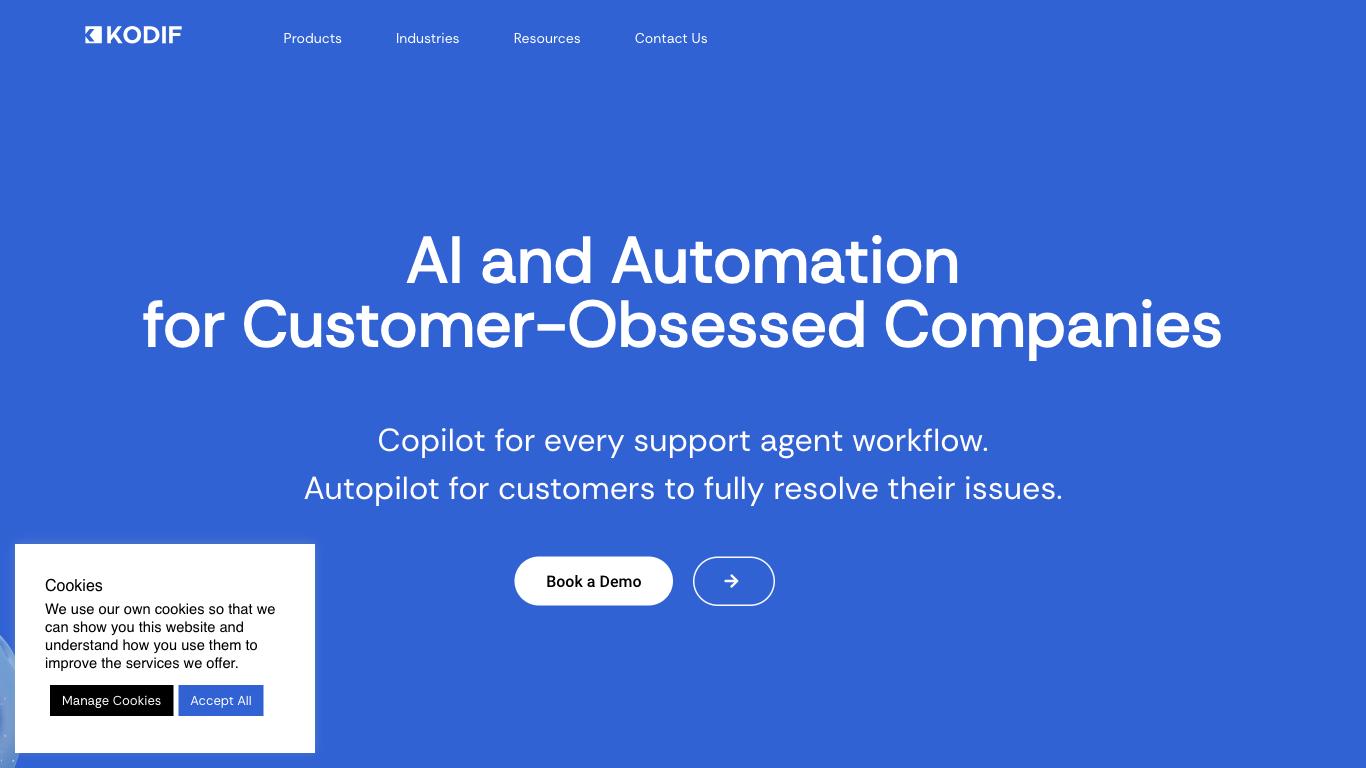 KODIF
Products
Industries
Resources
Contact Us
AI and Automation
for Customer-Obsessed Companies
Copilot for every support agent workflow.
Autopilot for customers to fully resolve their issues.
Book a Demo
Cookies
We use our own cookies so that we
can show you this website and
understand how you use them to
improve the services we offer.
Manage Cookies
Accept All